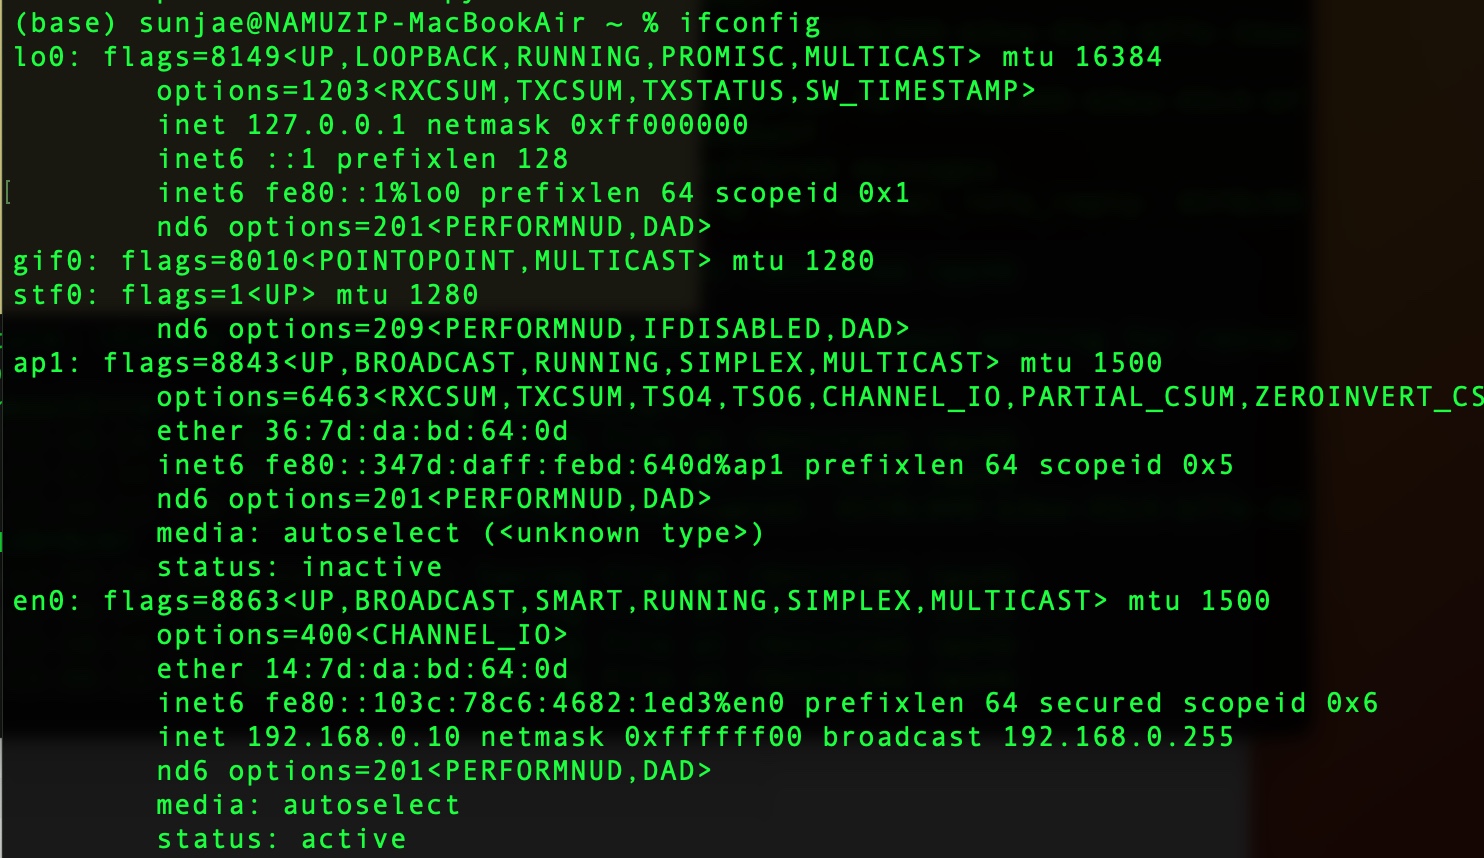 (base) sunjae@NAMUZIP-MacBookAir ~ % ifconfig
lo0: flags=8149<UP,LOOPBACK,RUNNING,PROMISC,MULTICAST> mtu 16384
options=1203<RXCSUM,TXCSUM,TXSTATUS,SW_TIMESTAMP>
inet 127.0.0.1 netmask 0xff000000
inet6 ::1 prefixlen 128
inet6 fe80::1%lo0 prefixlen 64 scopeid 0x1
nd6 options=201<PERFORMNUD,DAD>
gif0: flags=8010<POINTOPOINT,MULTICAST> mtu 1280
stf0: flags=1<UP> mtu 1280
nd6 options=209<PERFORMNUD,IFDISABLED,DAD>
ap1: flags=8843<UP,BROADCAST,RUNNING,SIMPLEX,MULTICAST> mtu 1500
options=6463<RXCSUM,TXCSUM,TSO4,TSO6,CHANNEL_IO,PARTIAL_CSUM,ZEROINVERT_CS
ether 36:7d:da:bd:64:0d
inet6 fe80::347d:daff:febd:640d%ap1 prefixlen 64 scopeid 0x5
nd6 options=201<PERFORMNUD,DAD>
media: autoselect (<unknown type>)
status: inactive
en0: flags=8863<UP,BROADCAST,SMART,RUNNING,SIMPLEX,MULTICAST> mtu 1500
options=400<CHANNEL_IO>
ether 14:7d:da:bd:64:0d
inet6 fe80::103c:78c6:4682:1ed3%en0 prefixlen 64 secured scopeid 0x6
inet 192.168.0.10 netmask 0xffffff00 broadcast 192.168.0.255
nd6 options=201<PERFORMNUD,DAD>
media: autoselect
status: active